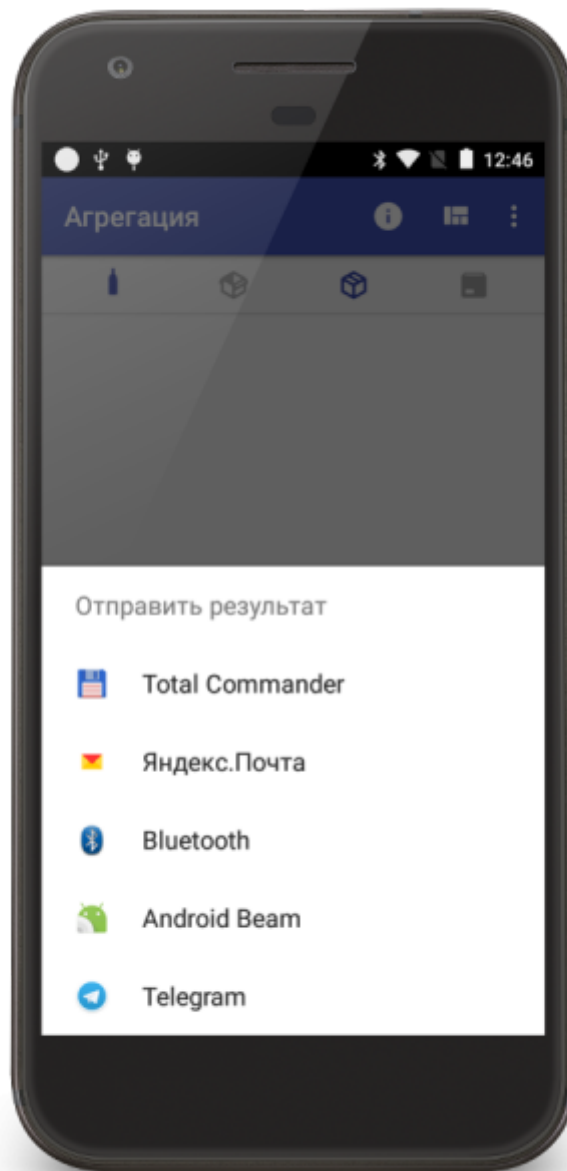 12:46
Агрегация
Отправить результат
Total Commander
Яндекс.Почта
Bluetooth
Android Beam
Telegram